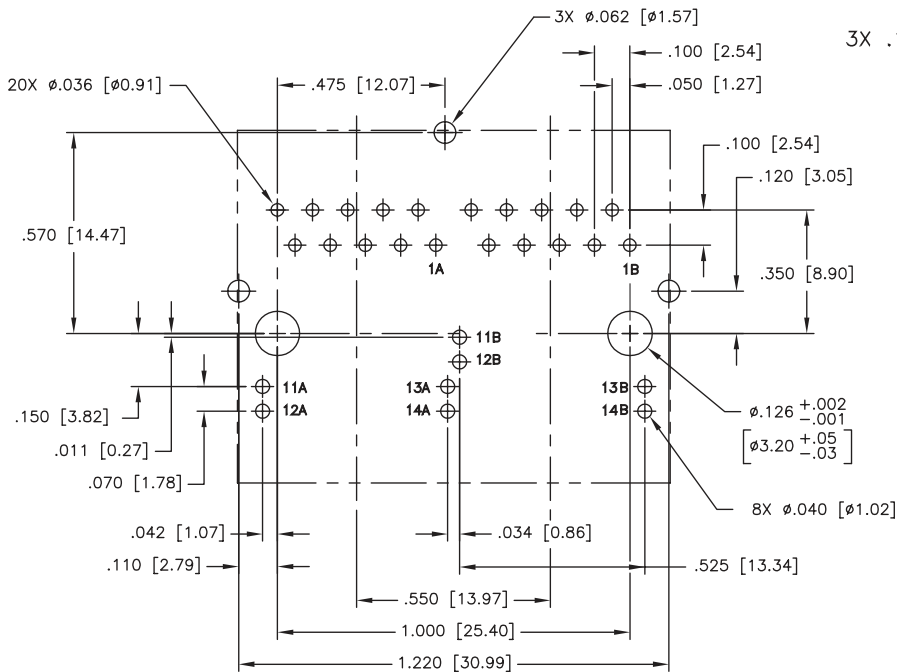 3X ø.062 [ø1.57]
3X .
.100 [2.54]
20X ø.036 [ø0.91]
.475 [12.07]
.050 [1.27]
.100 [2.54]
.120 [3.05]
.570 [14.47]
1A
1B
.350 [8.90]
11B
12B
11A
13A
13B
12A
14A
14B
.150 [3.82]
ø.126 +.002
-.001
[ø3.20 +.05
-.03]
.011 [0.27]
.070 [1.78]
8X ø.040 [ø1.02]
.042 [1.07]
.034 [0.86]
.110 [2.79]
.525 [13.34]
.550 [13.97]
1.000 [25.40]
1.220 [30.99]